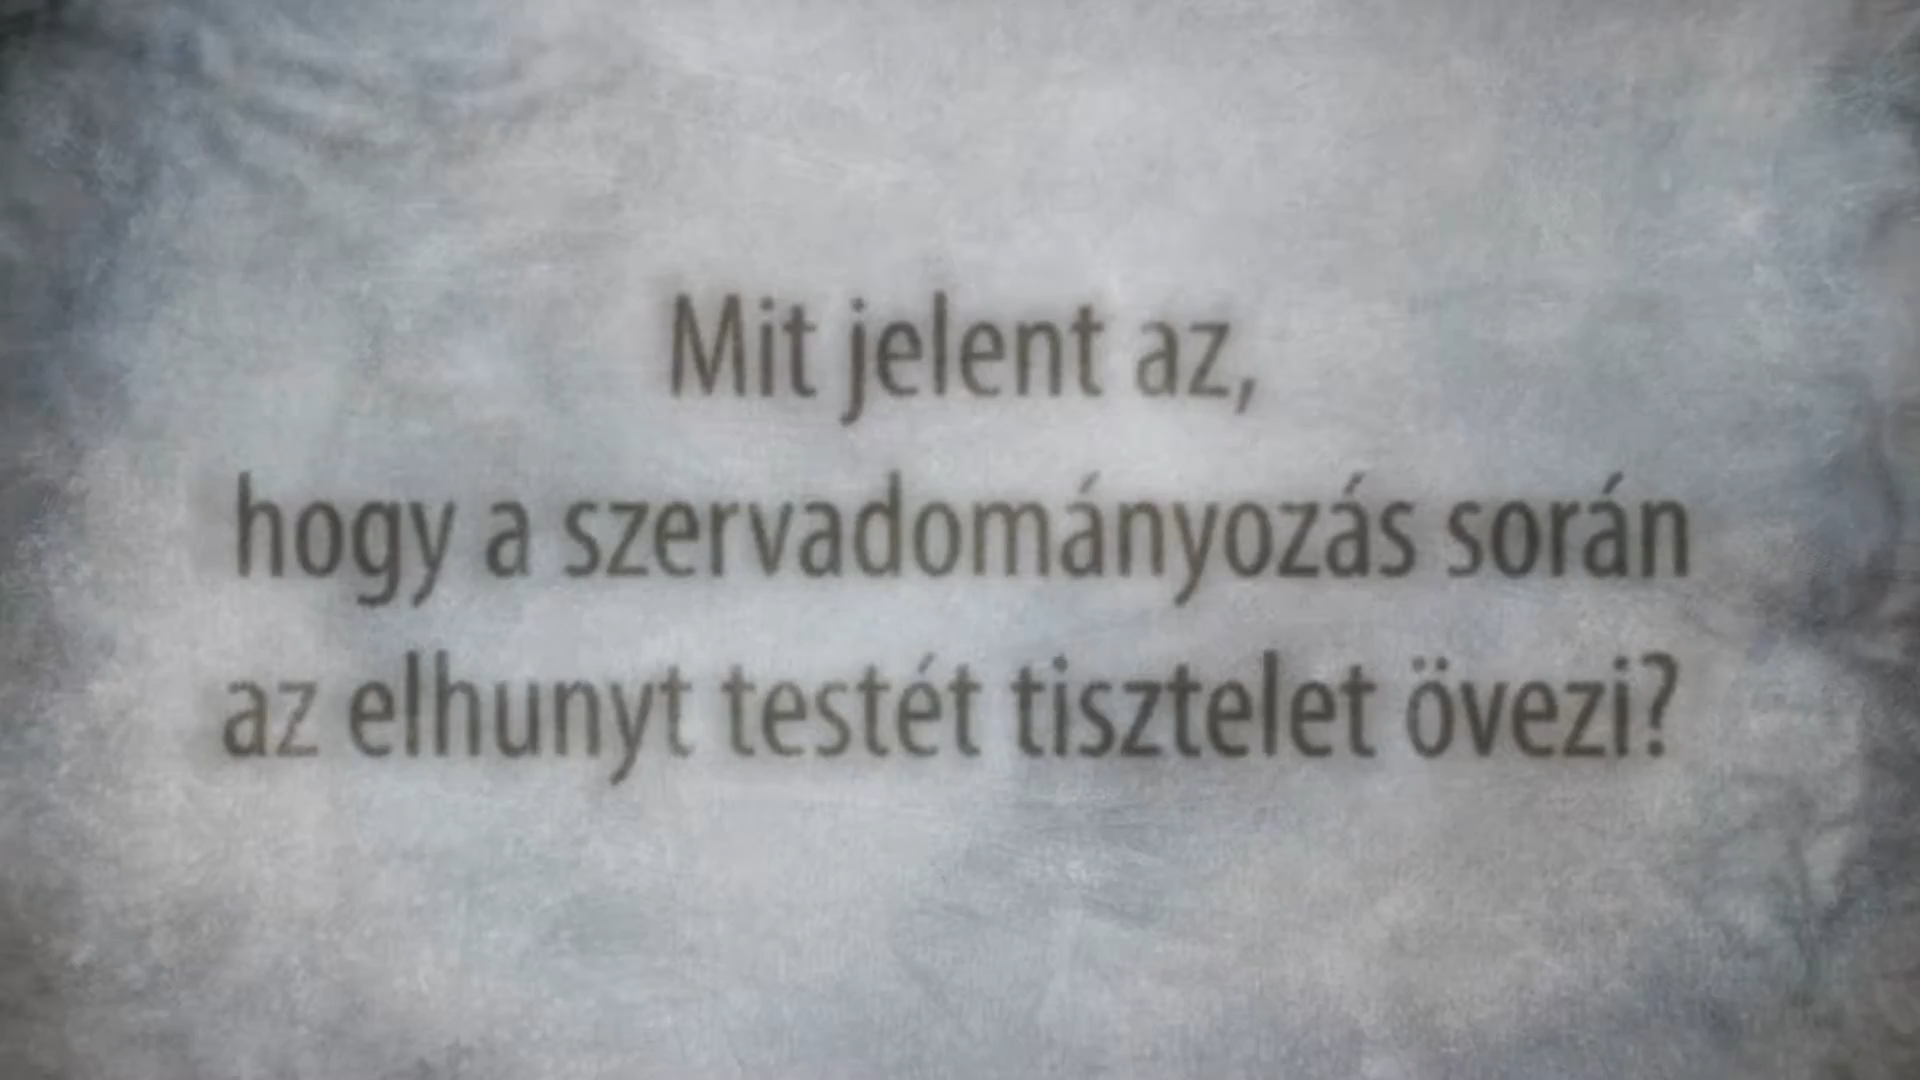 Mit jelent az,
hogy a szervadományozás során
az elhunyt testét tisztelet övezi?